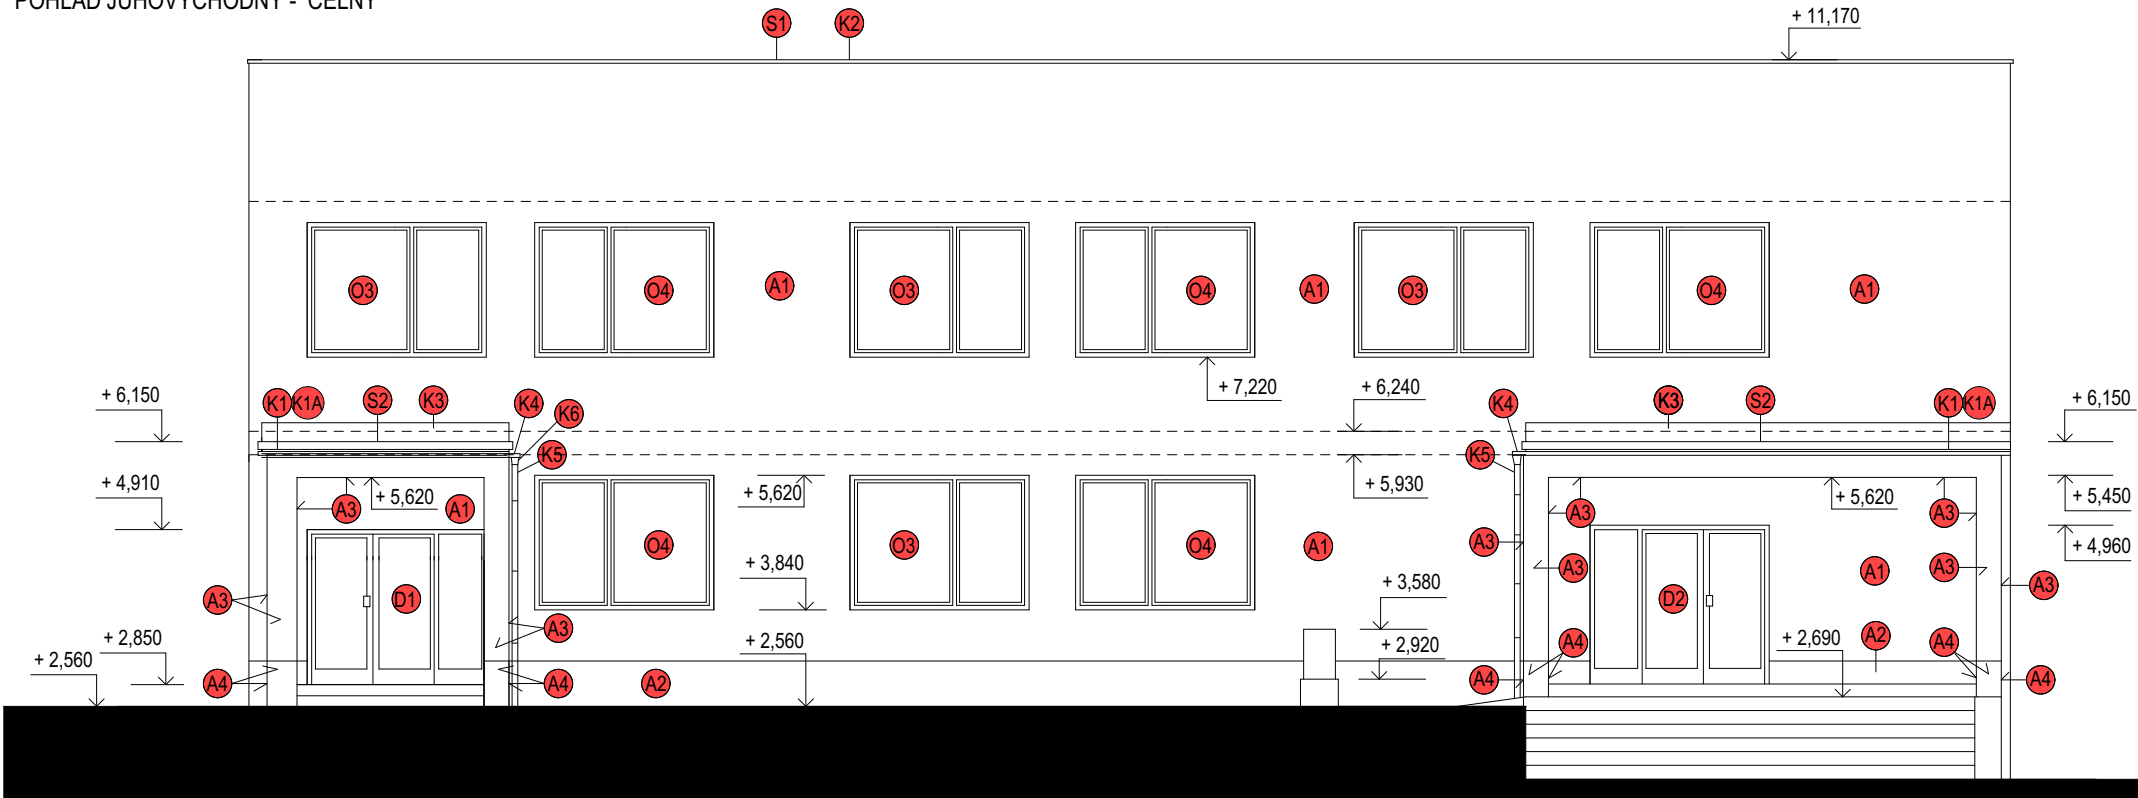 POHĽAD JUHOVÝCHODNÝ - ČELNÝ
S1 K2 + 11,170
O3 O4 A1 O3 O4 A1 O3 O4 A1
+ 7,220 + 6,240
+ 6,150 K1 K1A S2 K3 K4 K6 K4 K3 S2 K1 K1A + 6,150
K5 K5
+ 4,910 + 5,620 + 5,620 + 5,930 + 5,620 + 5,450
A3 A1 A3 A3
O4 O3 O4 A1 A3 + 4,960
+ 3,840 + 3,580 A3 A1 A3 A3
A3 D1 D2
+ 2,850 A3 + 2,560 + 2,920 + 2,690 A2
+ 2,560 A4 A4
A4 A4 A2 A4 A4